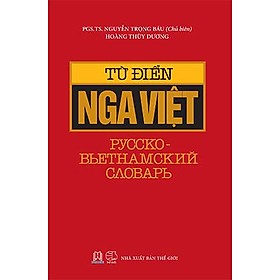 PGS.TS. NGUYỄN TRỌNG BÁU (Chủ biên)
HOÀNG THÙY DƯƠNG
TỪ ĐIỂN
NGA VIỆT
РУССКО-
ВЬЕТНАМСКИЙ
СЛОВАРЬ
NHÀ XUẤT BẢN THẾ GIỚI